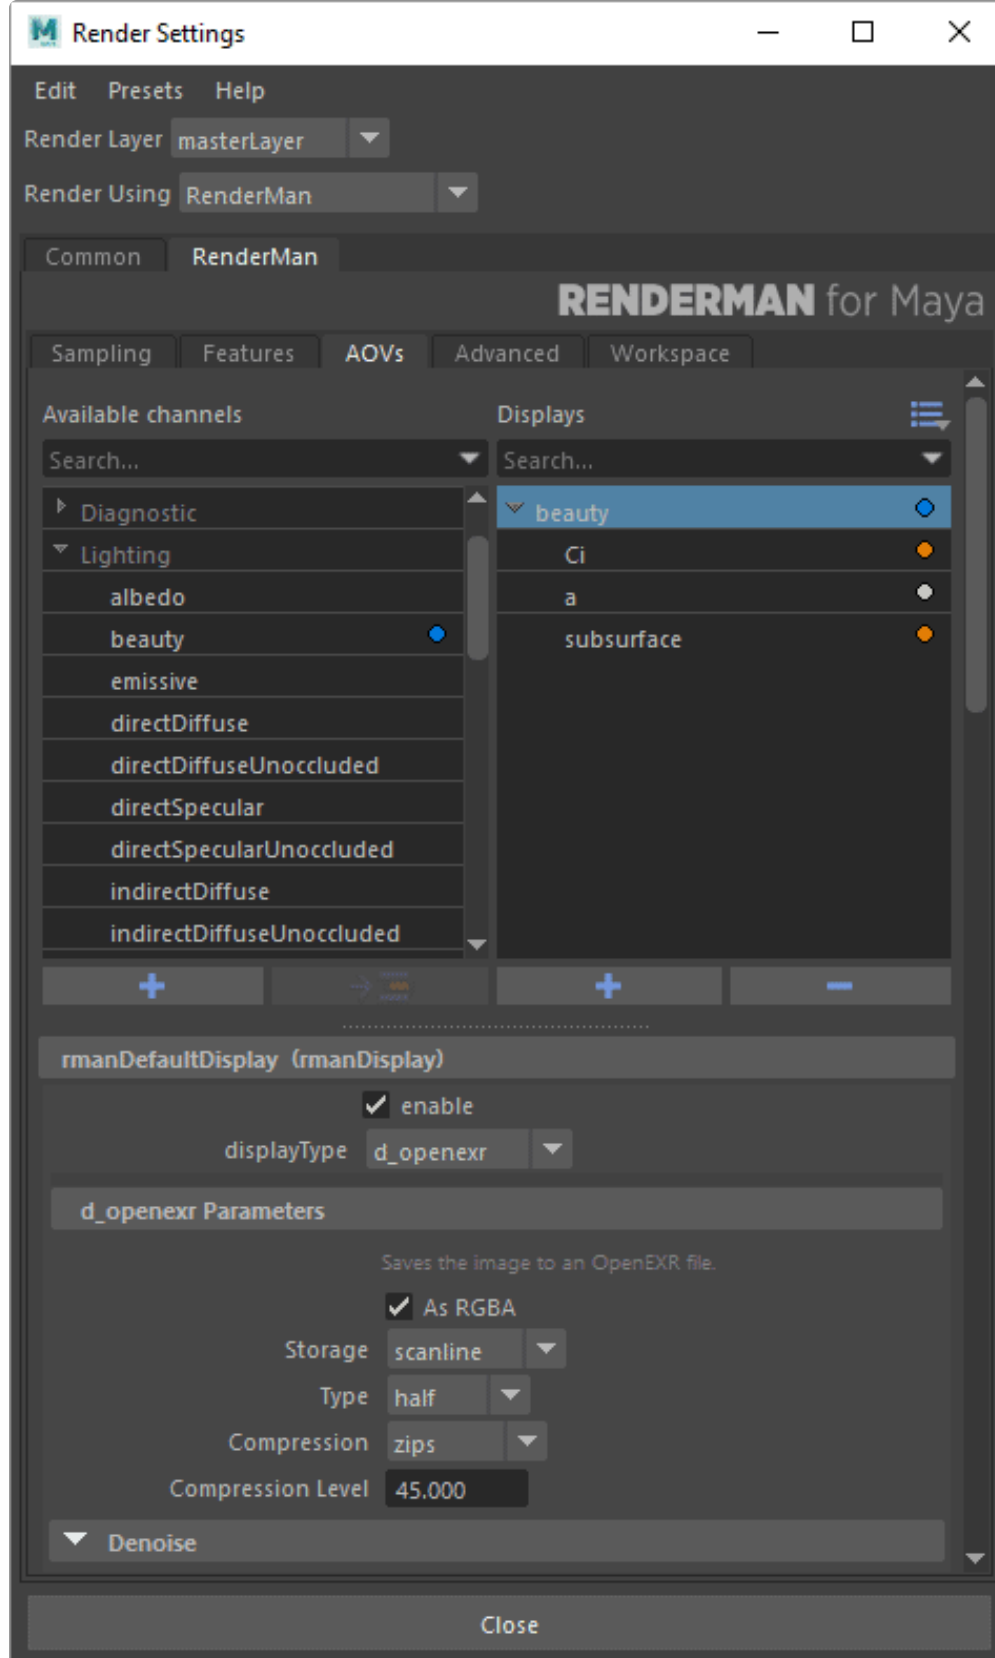 Render Settings
Edit Presets Help
Render Layer masterLayer
Render Using RenderMan
Common RenderMan
RENDERMAN for Maya
Sampling Features AOVs Advanced Workspace
Available channels Displays
Search... Search...
Diagnostic beauty
Lighting Ci
albedo a
beauty subsurface
emissive
directDiffuse
directDiffuseUnoccluded
directSpecular
directSpecularUnoccluded
indirectDiffuse
indirectDiffuseUnoccluded
rmanDefaultDisplay (rmanDisplay)
enable
displayType d_openexr
d_openexr Parameters
Saves the image to an OpenEXR file.
As RGBA
Storage scanline
Type half
Compression zips
Compression Level 45.000
Denoise
Close